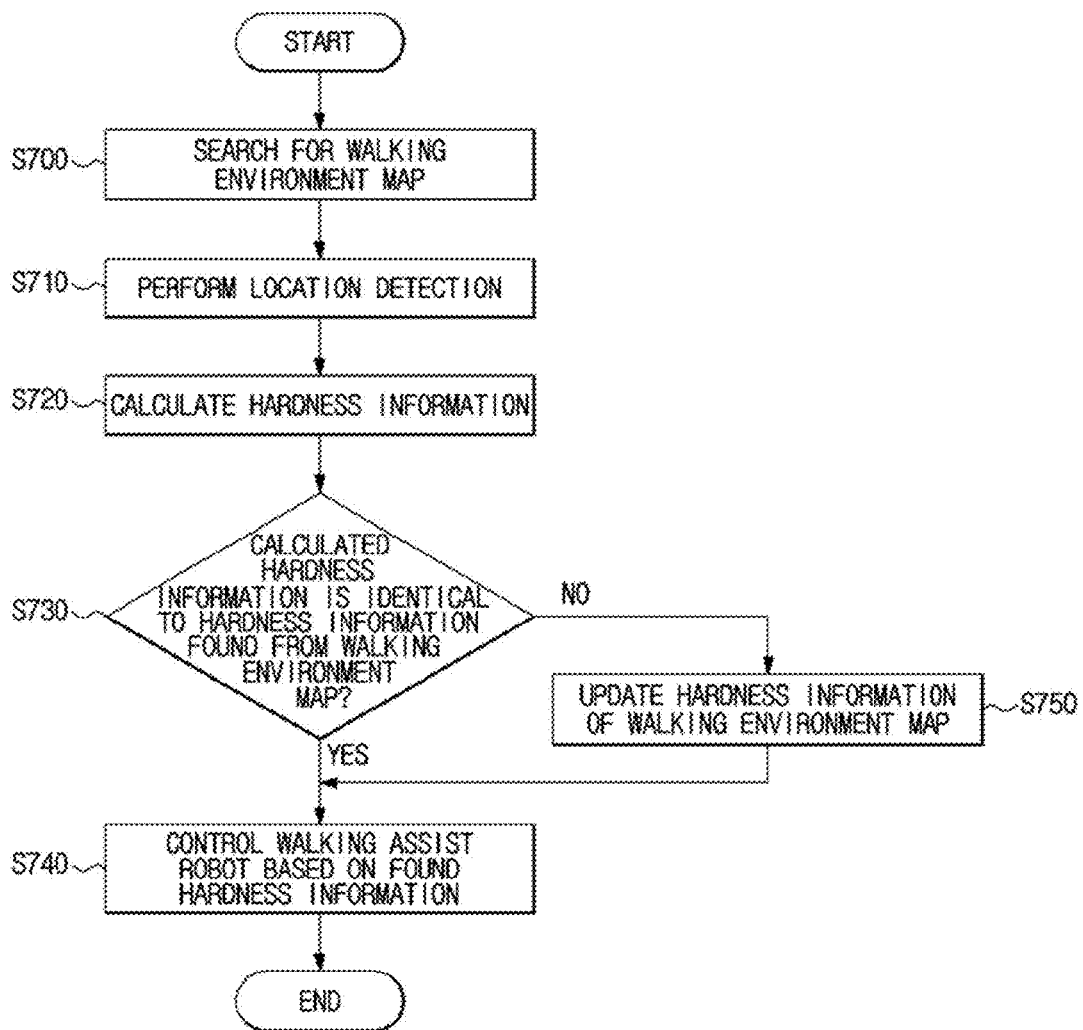 START
S700
SEARCH FOR WALKING
ENVIRONMENT MAP
S710
PERFORM LOCATION DETECTION
S720
CALCULATE HARDNESS INFORMATION
S730
CALCULATED
HARDNESS
INFORMATION IS IDENTICAL
TO HARDNESS INFORMATION
FOUND FROM WALKING
ENVIRONMENT
MAP?
NO
UPDATE HARDNESS INFORMATION
OF WALKING ENVIRONMENT MAP
S750
YES
S740
CONTROL WALKING ASSIST
ROBOT BASED ON FOUND
HARDNESS INFORMATION
END